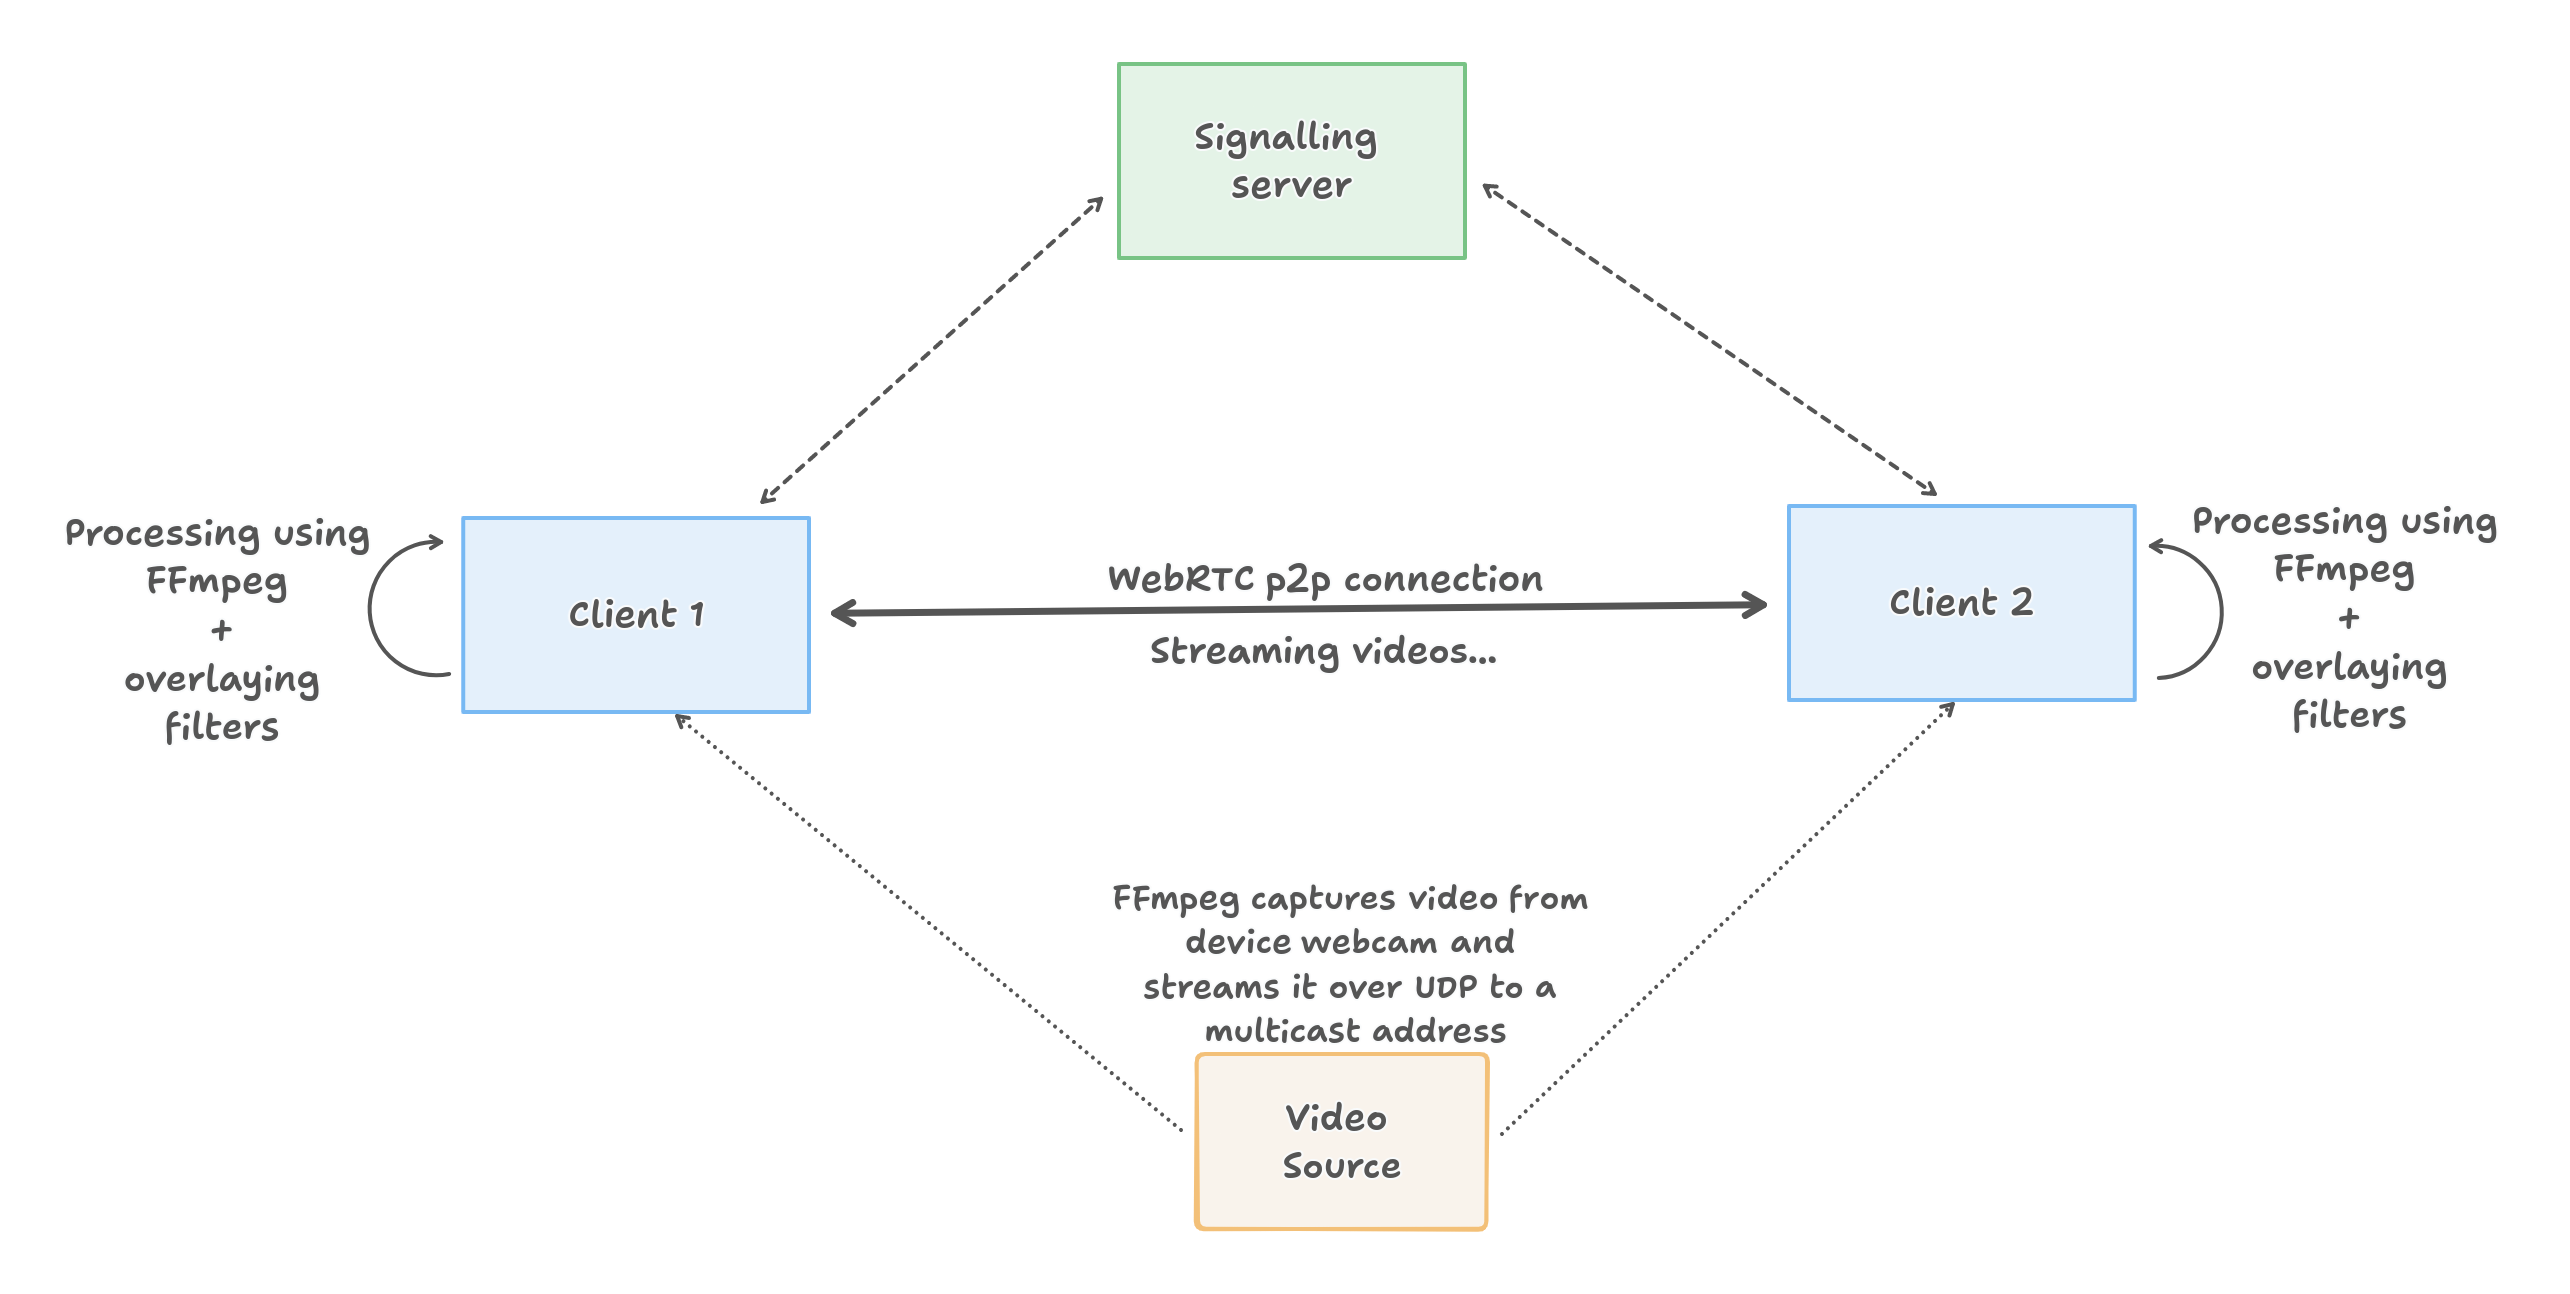 Signalling
server
Processing using
FFmpeg
+
overlaying
filters
Client 1
WebRTC p2p connection
Streaming videos...
Client 2
Processing using
FFmpeg
+
overlaying
filters
FFmpeg captures video from
device webcam and
streams it over UDP to a
multicast address
Video
Source